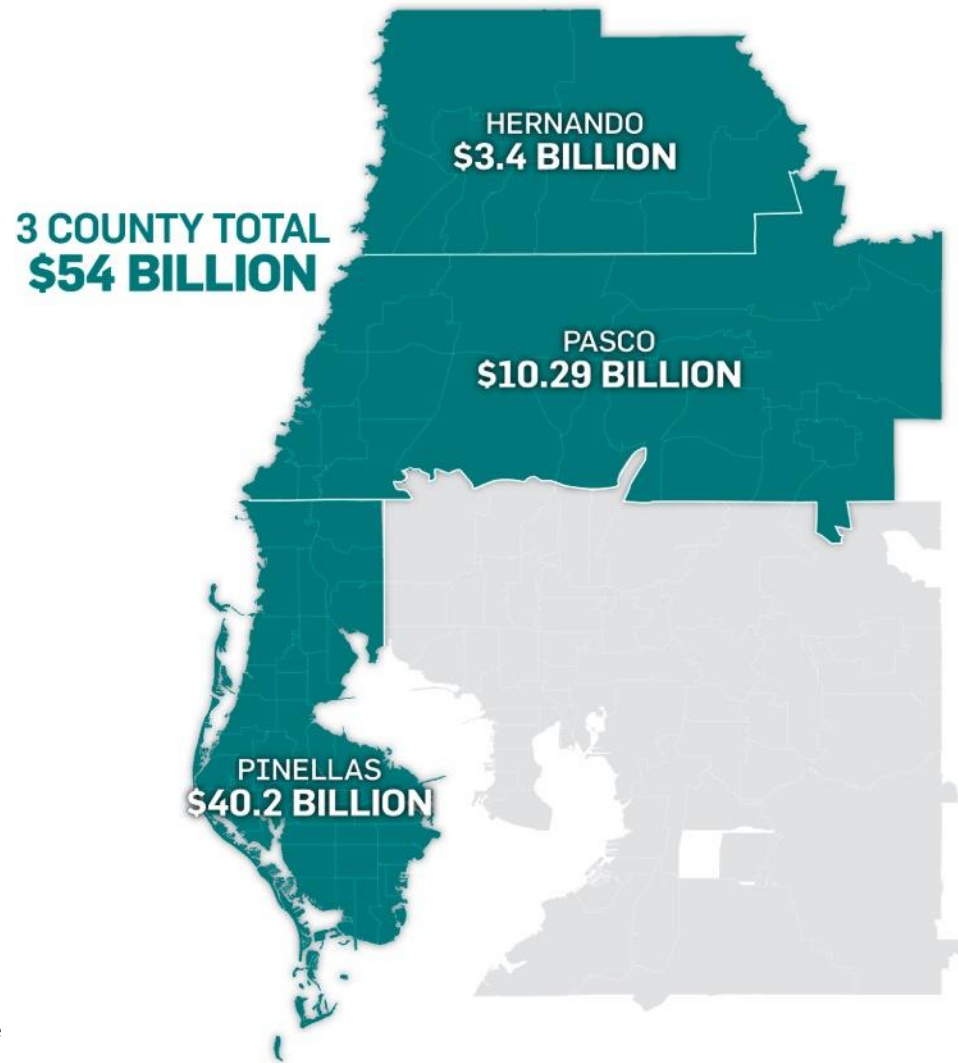 HERNANDO
$3.4 BILLION
3 COUNTY TOTAL
$54 BILLION
PASCO
$10.29 BILLION
PINELLAS
$40.2 BILLION